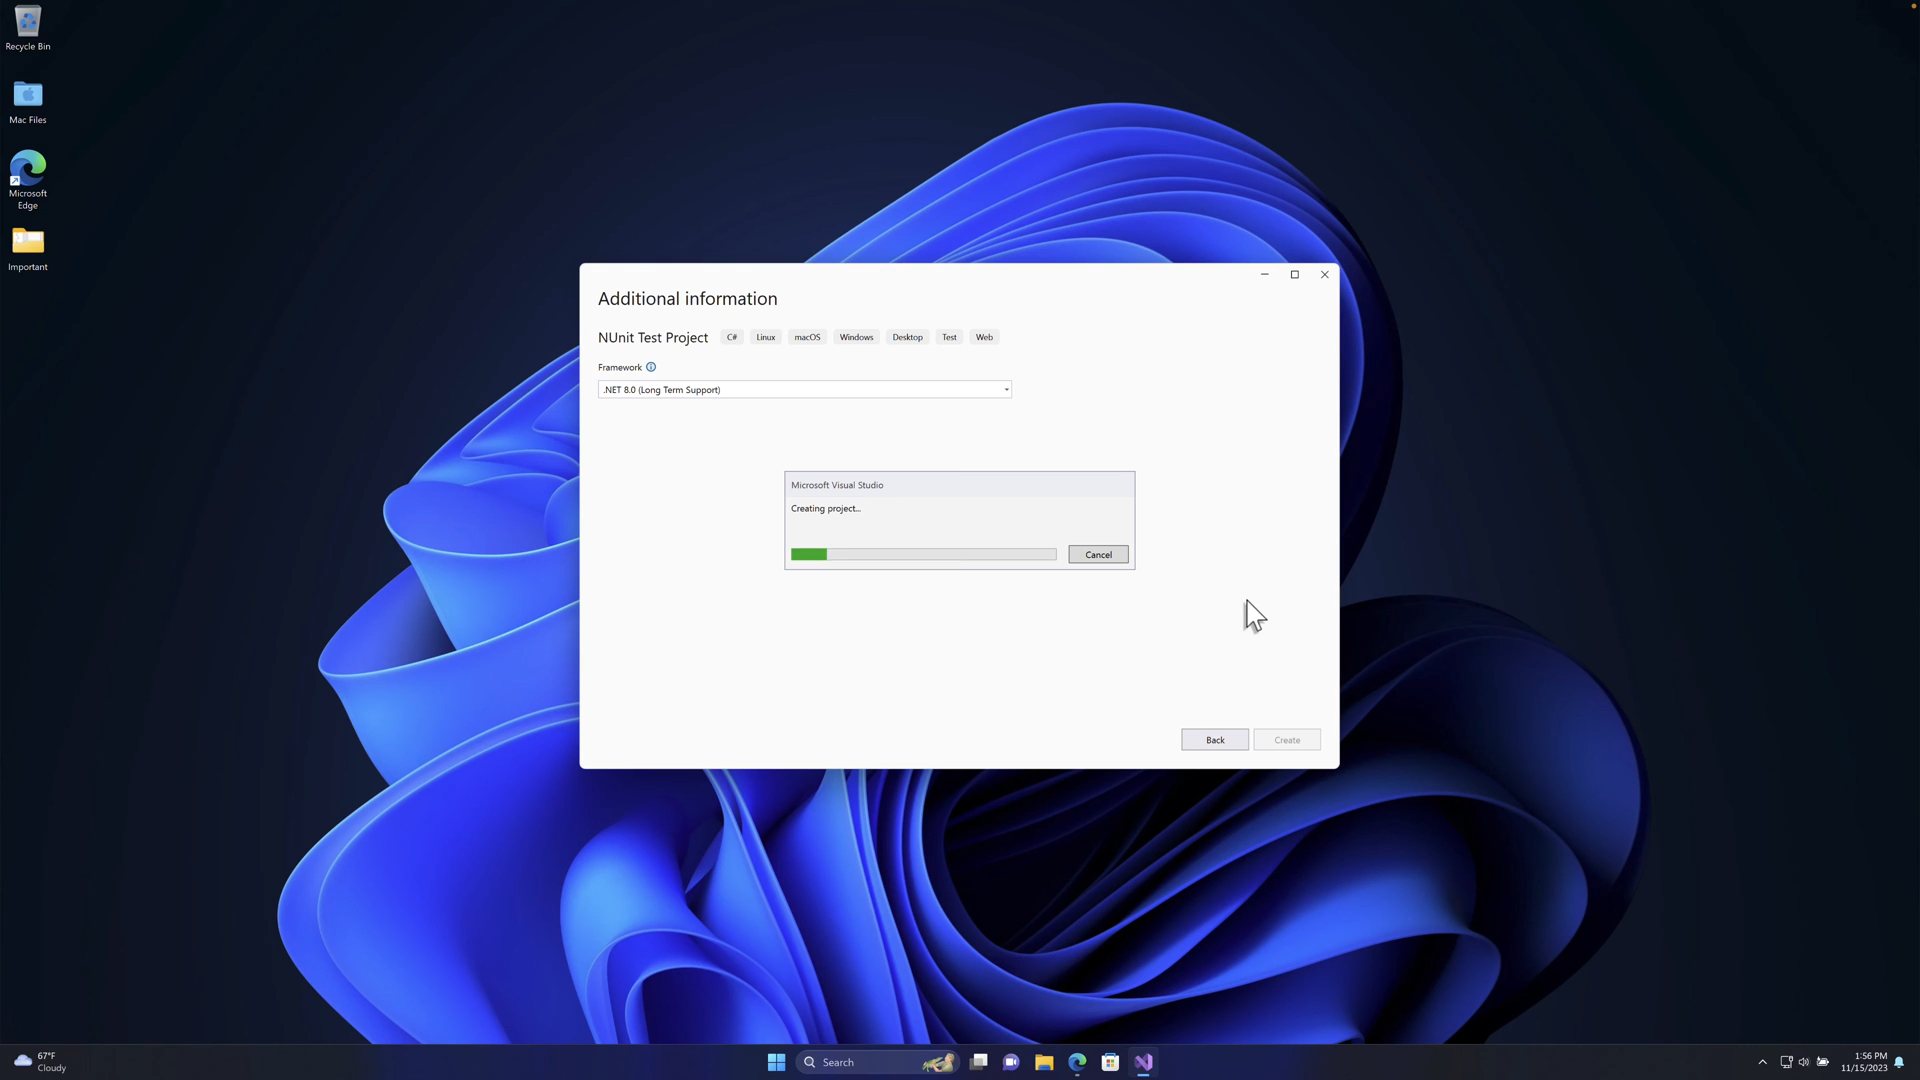 Recycle Bin
Mac Files
Microsoft
Edge
Important
Additional information
NUnit Test Project C# Linux macOS Windows Desktop Test Web
Framework
.NET 8.0 (Long Term Support)
Microsoft Visual Studio
Creating project...
Cancel
Back Create
67°F
Cloudy
Search
1:56 PM
11/15/2023